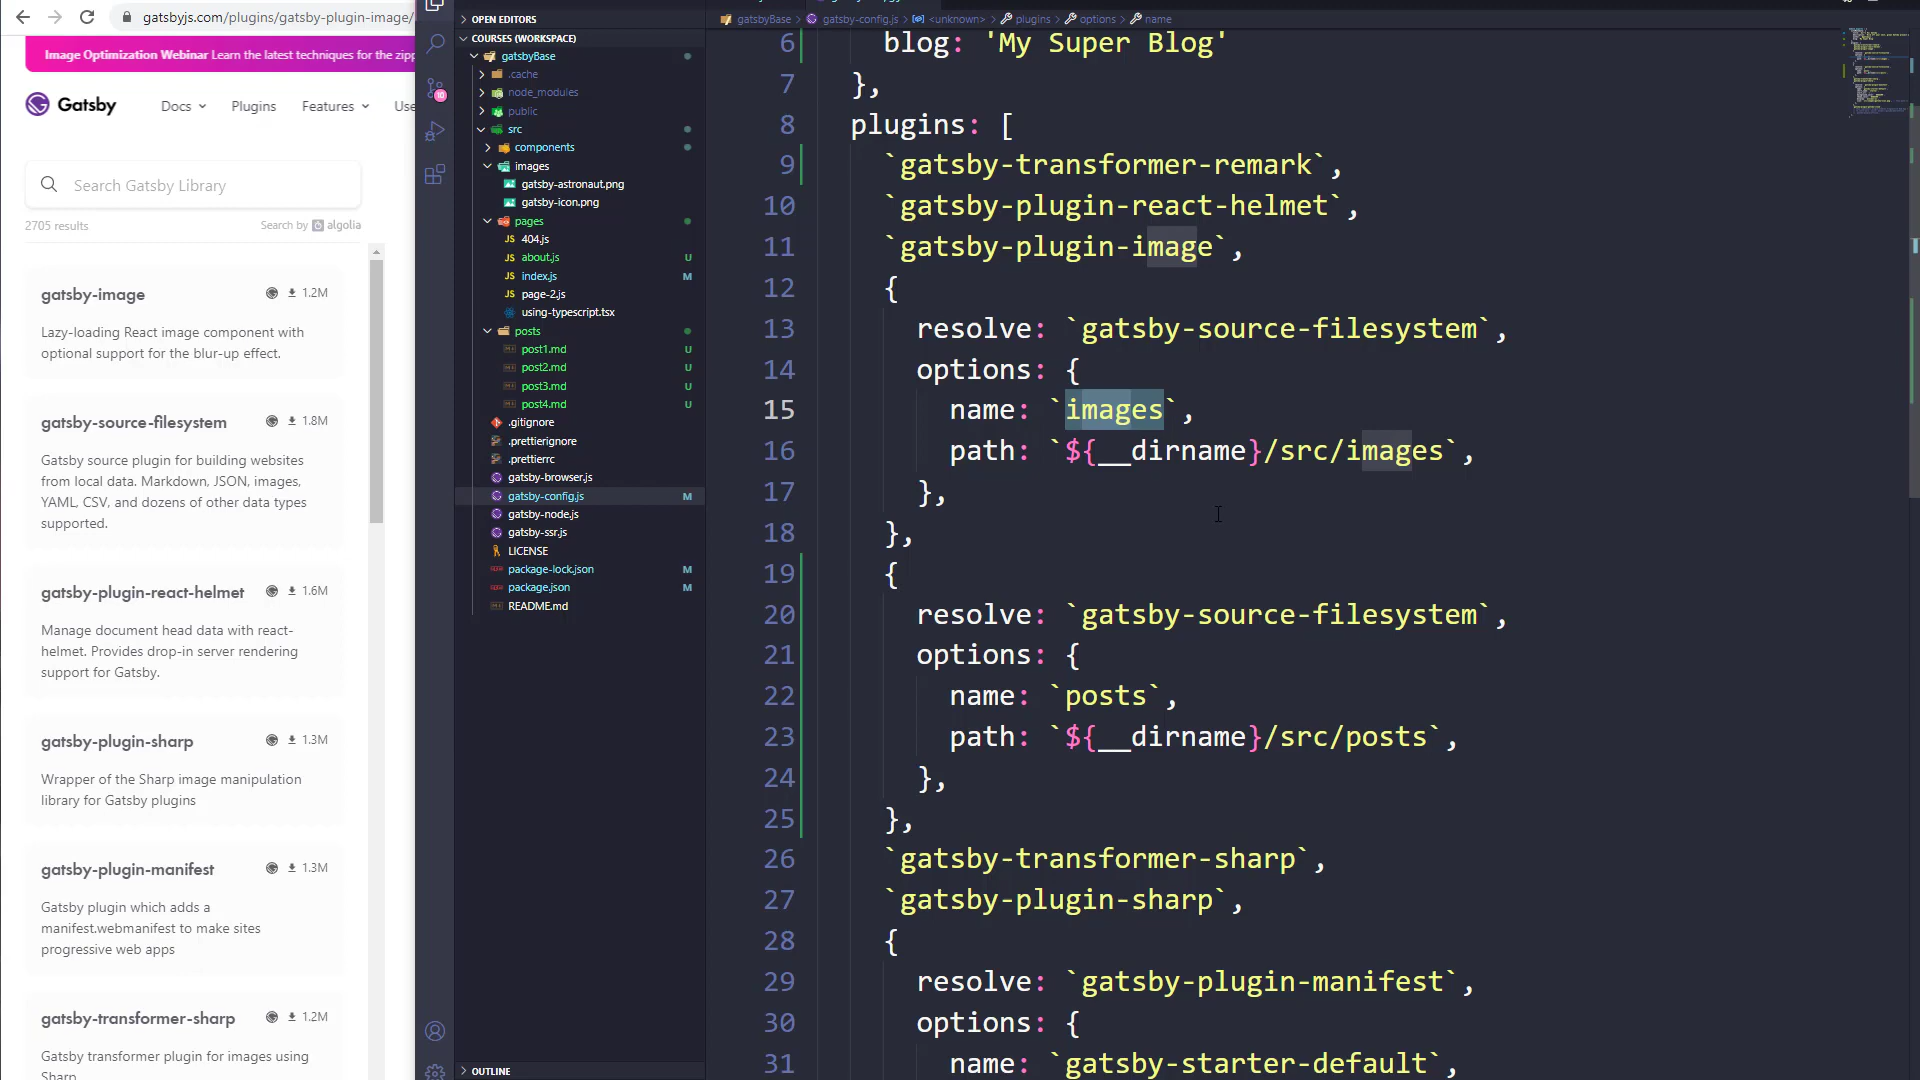 gatsbyjs.com/plugins/gatsby-plugin-image/
Image Optimization Webinar Learn the latest techniques for the zipp
Gatsby
Docs
Plugins
Features
Use
Search Gatsby Library
2705 results
Search by algolia
gatsby-image
1.2M
Lazy-loading React image component with
optional support for the blur-up effect.
gatsby-source-filesystem
1.8M
Gatsby source plugin for building websites
from local data. Markdown, JSON, images,
YAML, CSV, and dozens of other data types
supported.
gatsby-plugin-react-helmet
1.6M
Manage document head data with react-
helmet. Provides drop-in server rendering
support for Gatsby.
gatsby-plugin-sharp
1.3M
Wrapper of the Sharp image manipulation
library for Gatsby plugins
gatsby-plugin-manifest
1.3M
Gatsby plugin which adds a
manifest.webmanifest to make sites
progressive web apps
gatsby-transformer-sharp
1.2M
Gatsby transformer plugin for images using
Sharp
10
OPEN EDITORS
COURSES (WORKSPACE)
gatsbyBase
.cache
node_modules
public
src
components
images
gatsby-astronaut.png
gatsby-icon.png
pages
JS 404.js
JS about.js U
JS index.js M
JS page-2.js
using-typescript.tsx
posts
post1.md U
post2.md U
post3.md U
post4.md U
.gitignore
.prettierignore
.prettierrc
gatsby-browser.js
gatsby-config.js M
gatsby-node.js
gatsby-ssr.js
LICENSE
package-lock.json M
package.json M
README.md
OUTLINE
gatsbyBase > gatsby-config.js > <unknown> > plugins > options > name
6 blog: 'My Super Blog'
7 },
8 plugins: [
9 `gatsby-transformer-remark`,
10 `gatsby-plugin-react-helmet`,
11 `gatsby-plugin-image`,
12 {
13 resolve: `gatsby-source-filesystem`,
14 options: {
15 name: `images`,
16 path: `${__dirname}/src/images`,
17 },
18 },
19 {
20 resolve: `gatsby-source-filesystem`,
21 options: {
22 name: `posts`,
23 path: `${__dirname}/src/posts`,
24 },
25 },
26 `gatsby-transformer-sharp`,
27 `gatsby-plugin-sharp`,
28 {
29 resolve: `gatsby-plugin-manifest`,
30 options: {
31 name: `gatsby-starter-default`,